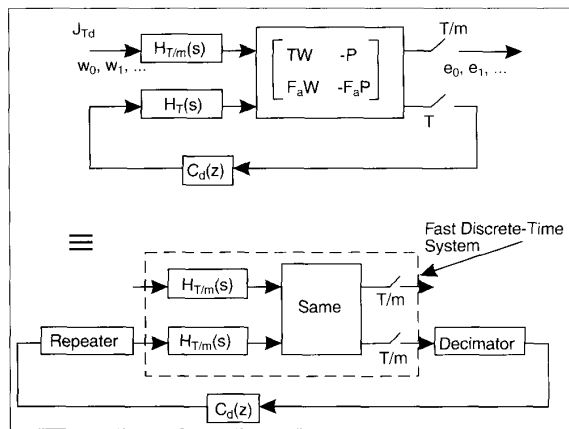 J_Td
H_T/m(s)
T/m
w_0, w_1, ...
TW -P
F_aW -F_aP
e_0, e_1, ...
H_T(s)
T
C_d(z)
≡
Fast Discrete-Time
System
H_T/m(s)
Same
T/m
Repeater
H_T/m(s)
T/m
Decimator
C_d(z)